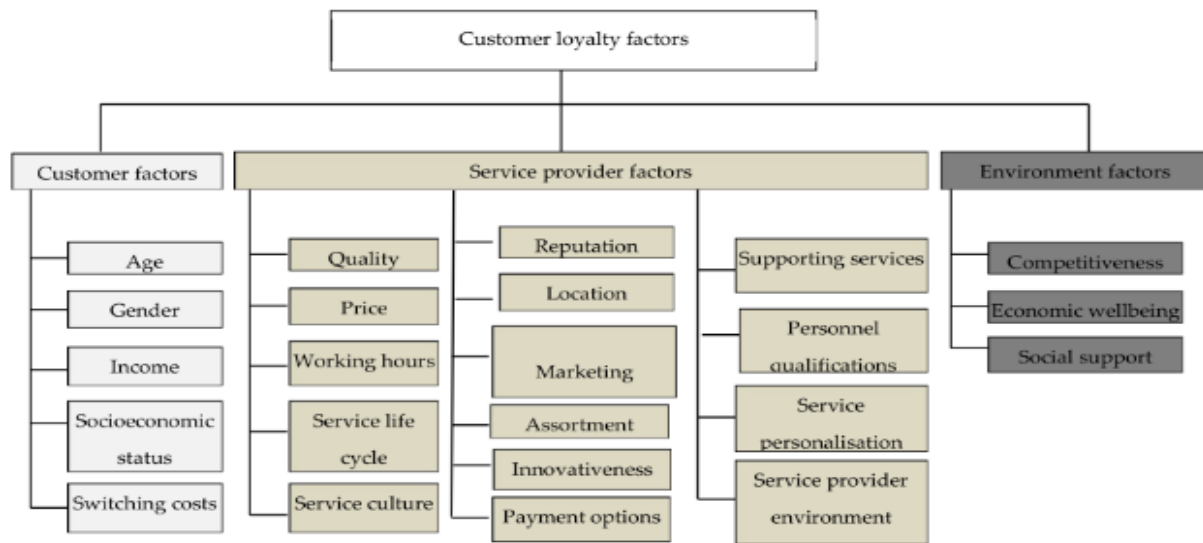 Customer loyalty factors
Customer factors
Age
Gender
Income
Socioeconomic
status
Switching costs
Service provider factors
Quality
Price
Working hours
Service life
cycle
Service culture
Reputation
Location
Marketing
Assortment
Innovativeness
Payment options
Supporting services
Personnel
qualifications
Service
personalisation
Service provider
environment
Environment factors
Competitiveness
Economic wellbeing
Social support